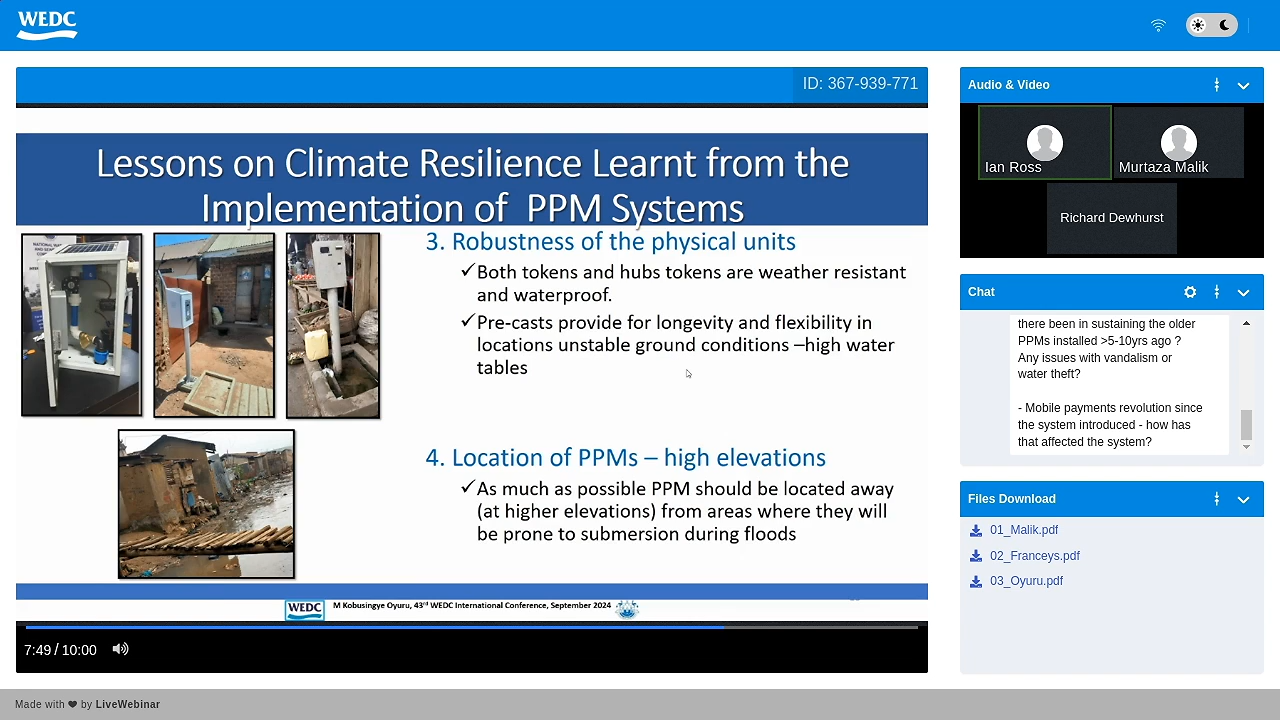 WEDC
ID: 367-939-771
Lessons on Climate Resilience Learnt from the
Implementation of PPM Systems
3. Robustness of the physical units
✓Both tokens and hubs tokens are weather resistant
and waterproof.
✓Pre-casts provide for longevity and flexibility in
locations unstable ground conditions –high water
tables
4. Location of PPMs – high elevations
✓As much as possible PPM should be located away
(at higher elevations) from areas where they will
be prone to submersion during floods
WEDC
M Kobusingye Oyuru, 43rd WEDC International Conference, September 2024
7:49 / 10:00
Audio & Video
Ian Ross
Murtaza Malik
Richard Dewhurst
Chat
there been in sustaining the older
PPMs installed >5-10yrs ago ?
Any issues with vandalism or
water theft?
- Mobile payments revolution since
the system introduced - how has
that affected the system?
Files Download
01_Malik.pdf
02_Franceys.pdf
03_Oyuru.pdf
Made with ❤ by LiveWebinar